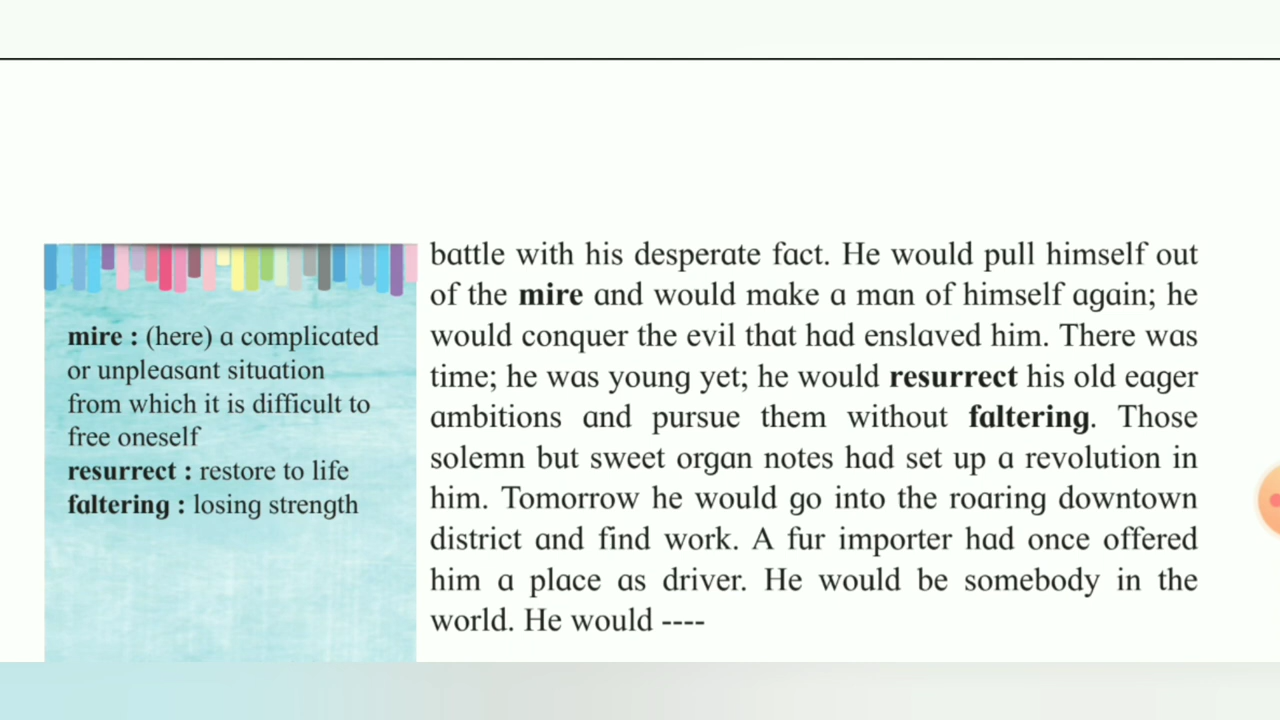 mire : (here) a complicated
or unpleasant situation
from which it is difficult to
free oneself
resurrect : restore to life
faltering : losing strength
battle with his desperate fact. He would pull himself out
of the mire and would make a man of himself again; he
would conquer the evil that had enslaved him. There was
time; he was young yet; he would resurrect his old eager
ambitions and pursue them without faltering. Those
solemn but sweet organ notes had set up a revolution in
him. Tomorrow he would go into the roaring downtown
district and find work. A fur importer had once offered
him a place as driver. He would be somebody in the
world. He would ----